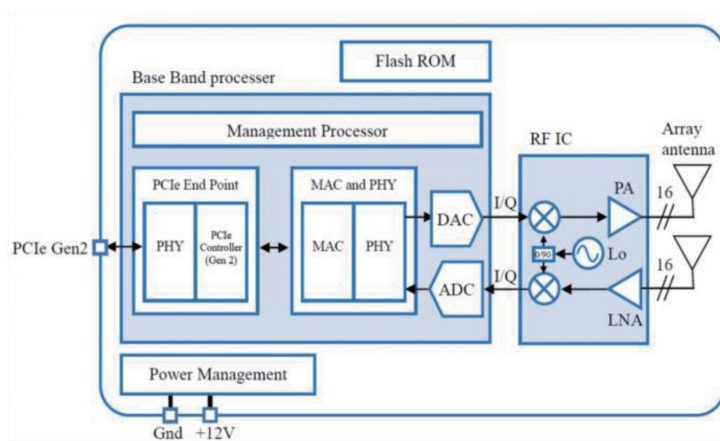 Flash ROM
Base Band processer
Management Processor
RF IC
Array
antenna
PCIe End Point
MAC and PHY
PHY
PCIe
Controller
(Gen 2)
MAC
PHY
DAC
ADC
I/Q
I/Q
PA
16
0/90
Lo
16
LNA
PCIe Gen2
Power Management
Gnd
+12V